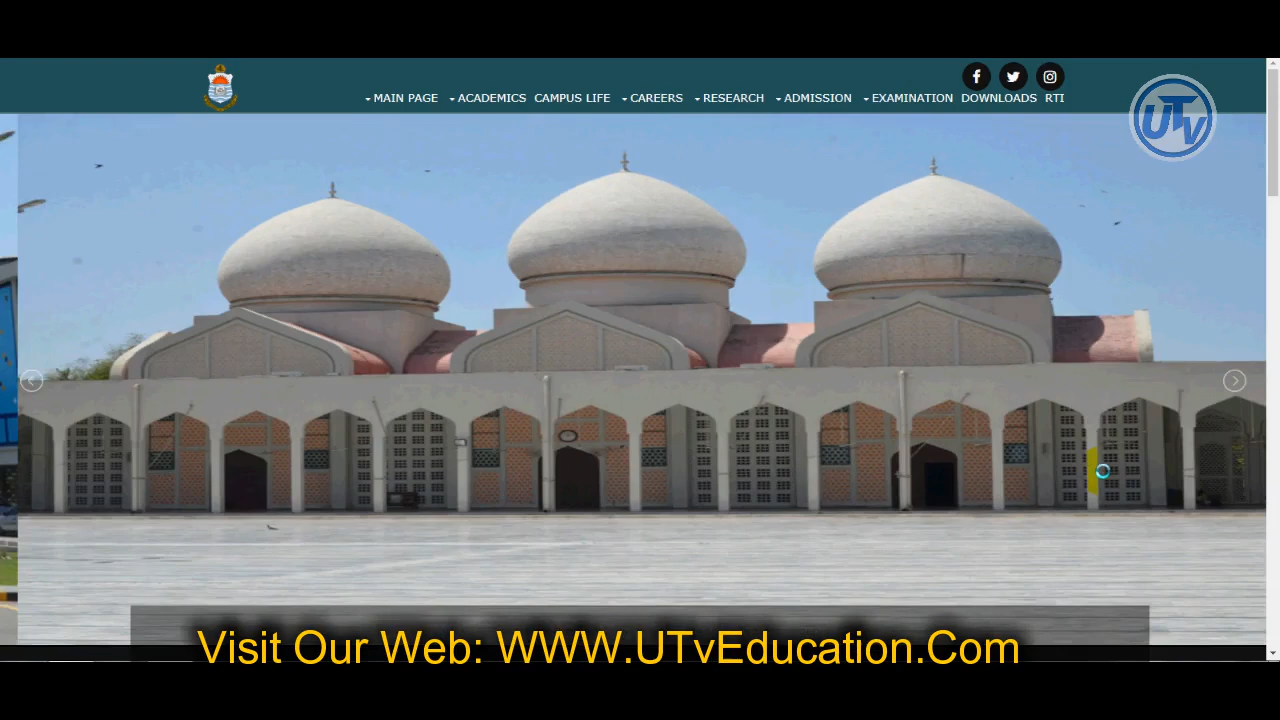 MAIN PAGE ACADEMICS CAMPUS LIFE CAREERS RESEARCH ADMISSION EXAMINATION DOWNLOADS RTI
UTV
Visit Our Web: WWW.UTvEducation.Com